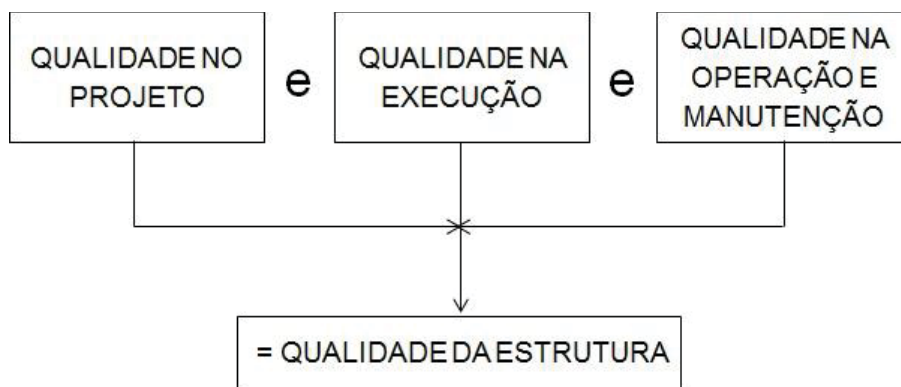 QUALIDADE NO
PROJETO
e
QUALIDADE NA
EXECUÇÃO
e
QUALIDADE NA
OPERAÇÃO E
MANUTENÇÃO
= QUALIDADE DA ESTRUTURA